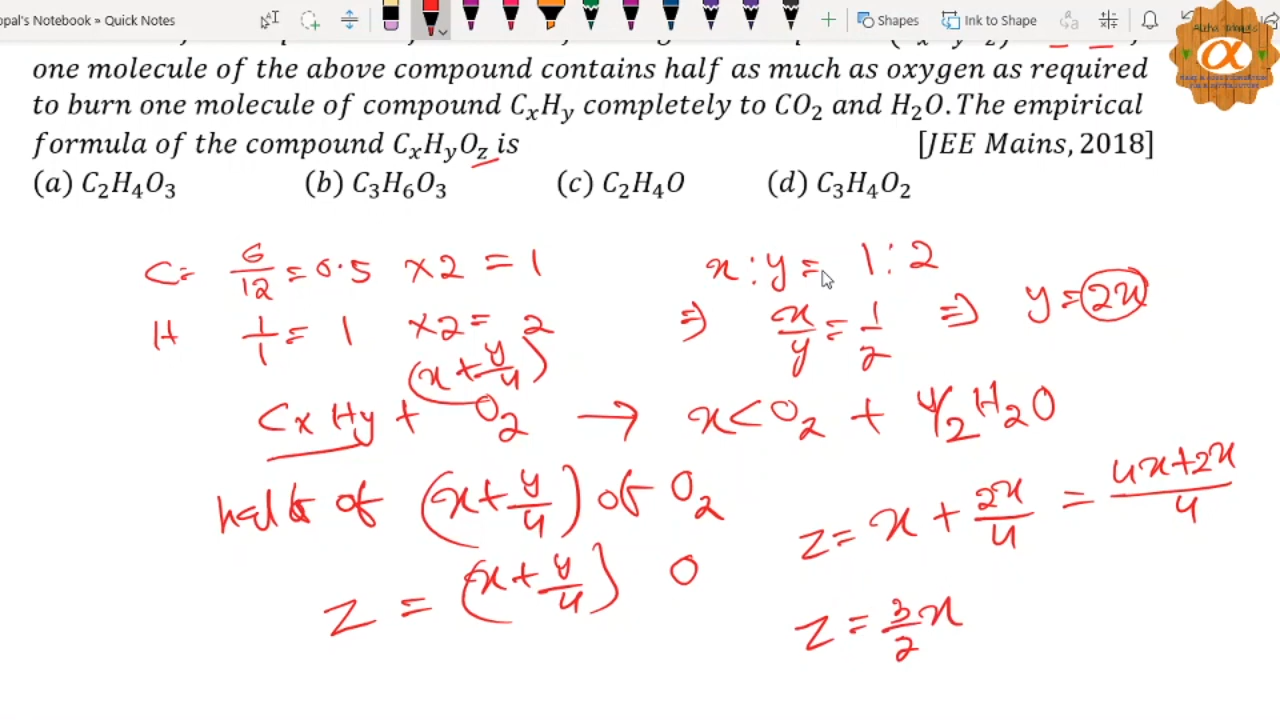 opal's Notebook » Quick Notes
Shapes
Ink to Shape
Alpha
α
one molecule of the above compound contains half as much as oxygen as required
to burn one molecule of compound CₓHᵧ completely to CO₂ and H₂O. The empirical
formula of the compound CₓHᵧO_z is [JEE Mains, 2018]
(a) C₂H₄O₃ (b) C₃H₆O₃ (c) C₂H₄O (d) C₃H₄O₂
C = 6/12 = 0.5 ×2 = 1
H 1/1 = 1 ×2 = 2
x : y = 1 : 2
⇒ x/y = 1/2 ⇒ y = 2x
(x + y/4)
CxHy + O₂ → xCO₂ + y/2 H₂O
half of (x + y/4) of O₂
z = (x + y/4) O
z = x + 2x/4 = 4x+2x/4
z = 3/2 x